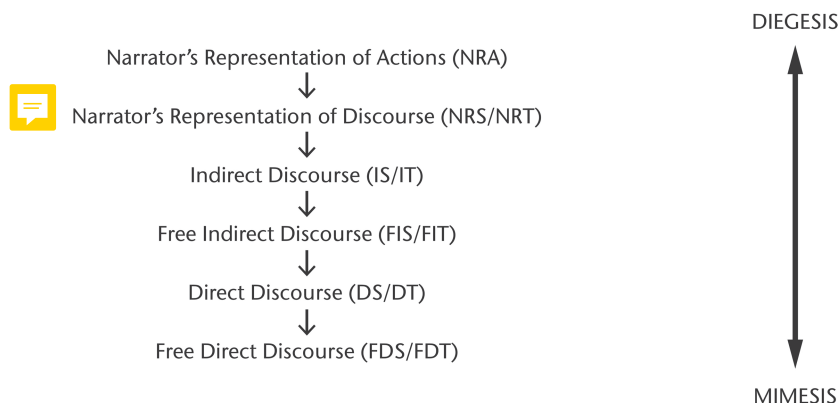 DIEGESIS
Narrator’s Representation of Actions (NRA)
Narrator’s Representation of Discourse (NRS/NRT)
Indirect Discourse (IS/IT)
Free Indirect Discourse (FIS/FIT)
Direct Discourse (DS/DT)
Free Direct Discourse (FDS/FDT)
MIMESIS